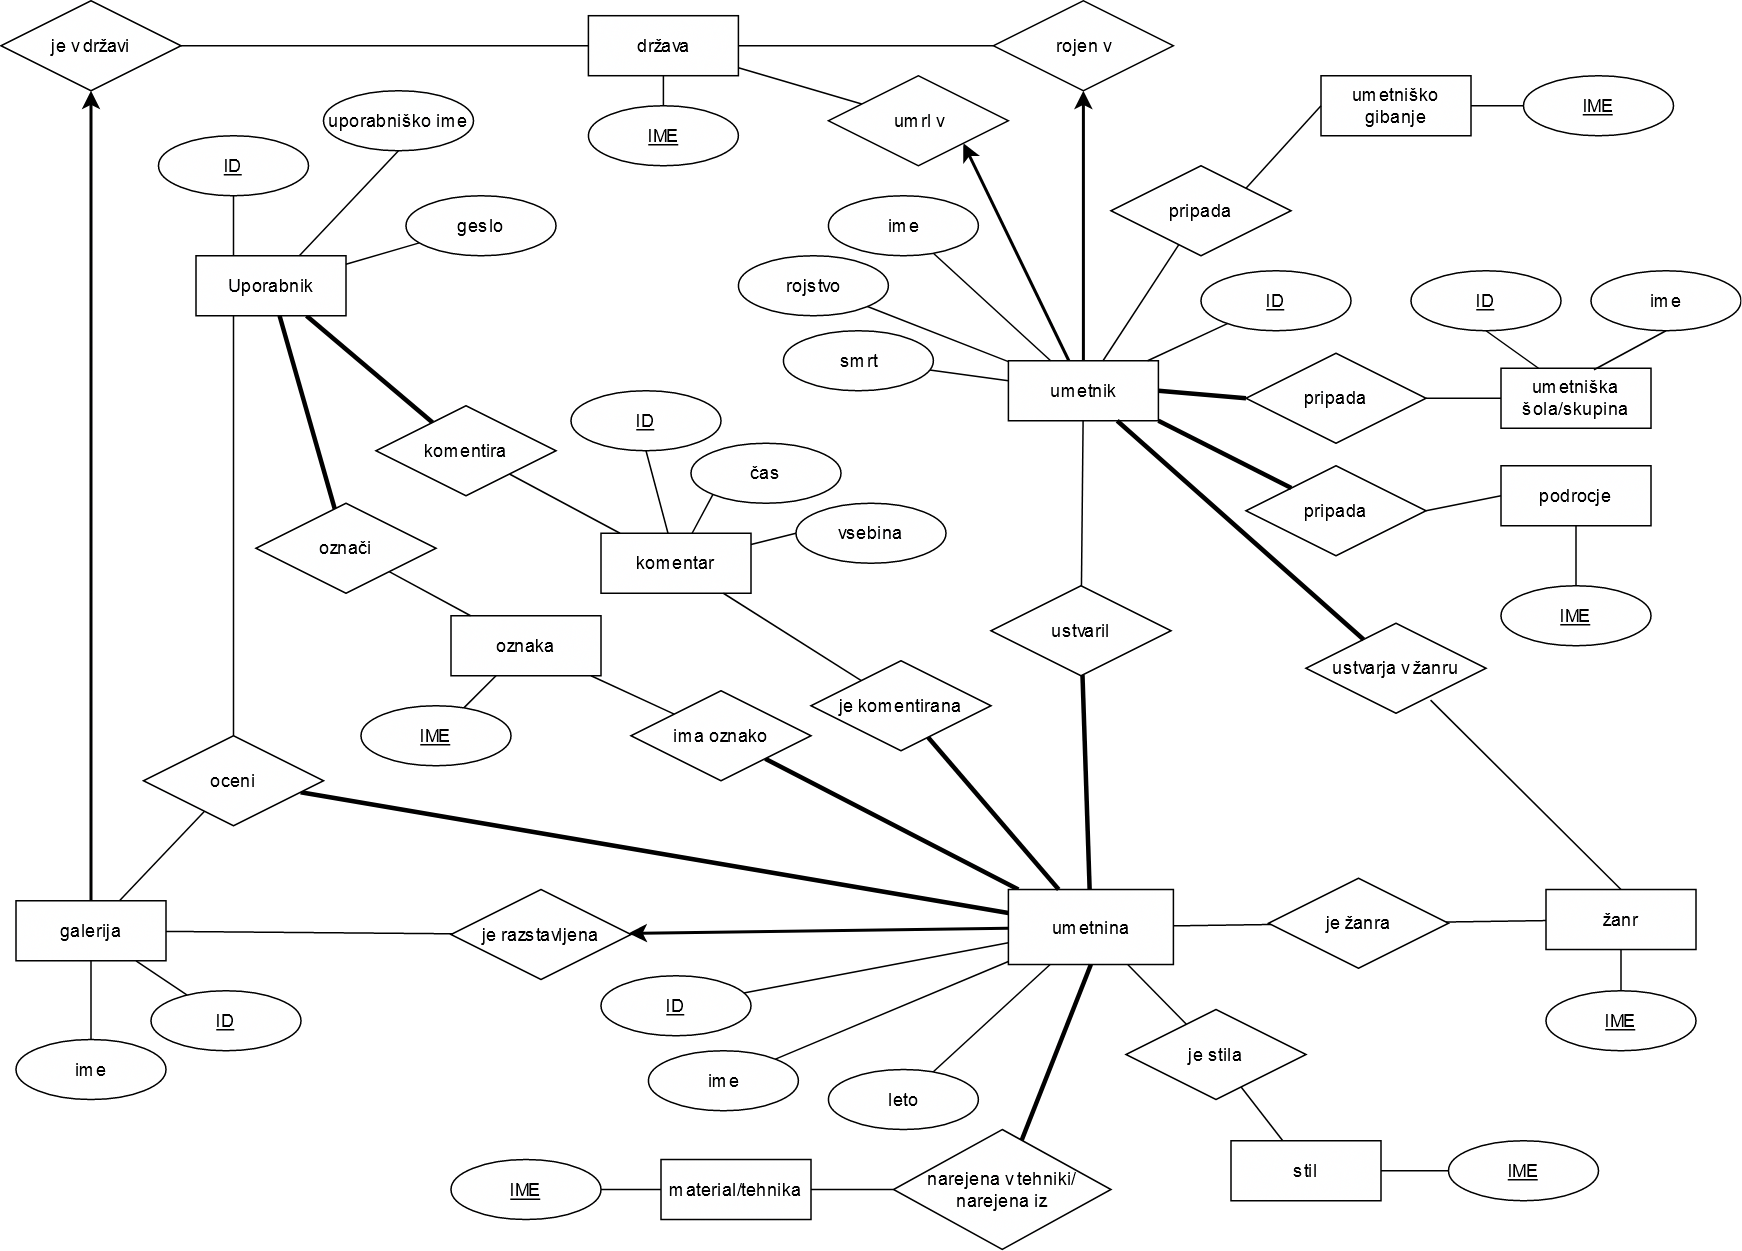 je v državi
država
rojen v
umetniško
gibanje
IME
uporabniško ime
umrl v
IME
ID
pripada
geslo
ime
Uporabnik
rojstvo
ID
ID
ime
smrt
umetnik
pripada
umetniška
šola/skupina
ID
komentira
čas
podrocje
pripada
vsebina
označi
komentar
IME
ustvaril
oznaka
ustvarja v žanru
je komentirana
IME
ima oznako
oceni
galerija
je razstavljena
umetnina
je žanra
žanr
ID
ID
IME
je stila
ime
ime
leto
IME
material/tehnika
narejena v tehniki/
narejena iz
stil
IME